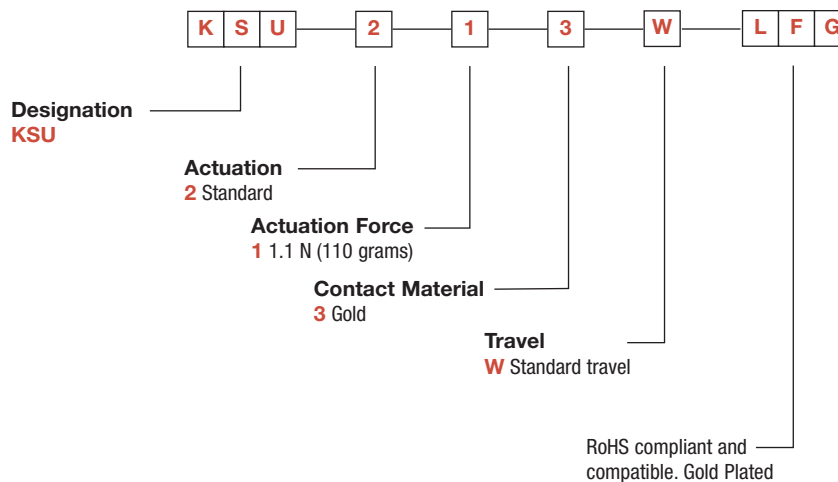 K S U 2 1 3 W L F G
Designation
KSU
Actuation
2 Standard
Actuation Force
1 1.1 N (110 grams)
Contact Material
3 Gold
Travel
W Standard travel
RoHS compliant and
compatible. Gold Plated